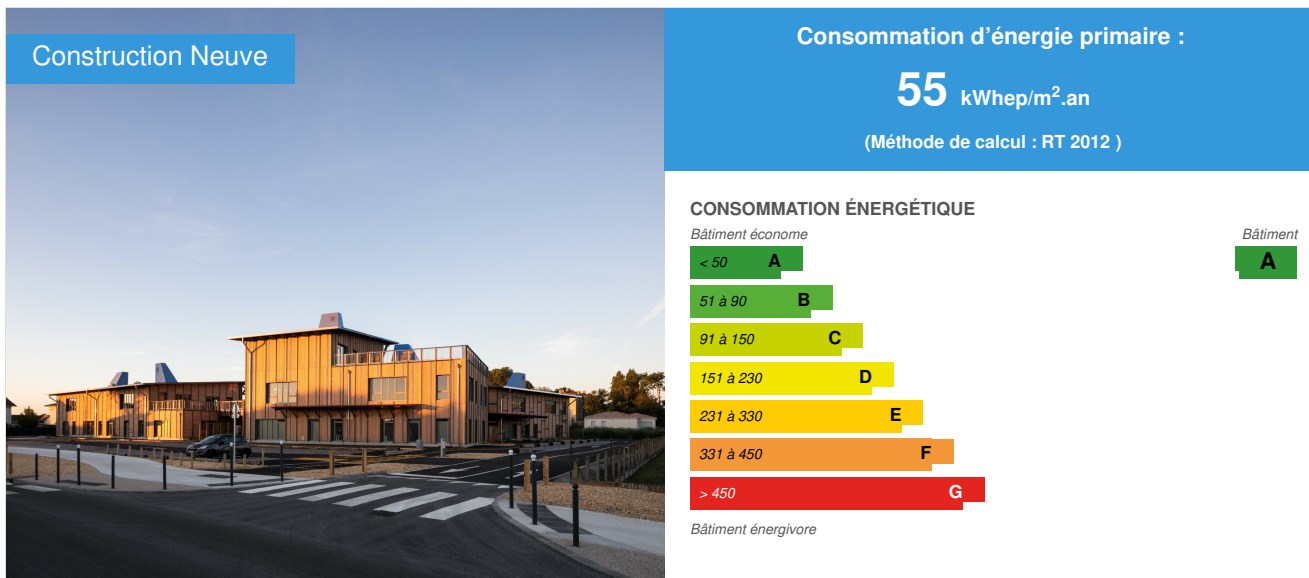 Construction Neuve
Consommation d'énergie primaire :
55 kWhep/m².an
(Méthode de calcul : RT 2012 )
CONSOMMATION ÉNERGÉTIQUE
Bâtiment économe
Bâtiment
< 50 A
A
51 à 90 B
91 à 150 C
151 à 230 D
231 à 330 E
331 à 450 F
> 450 G
Bâtiment énergivore